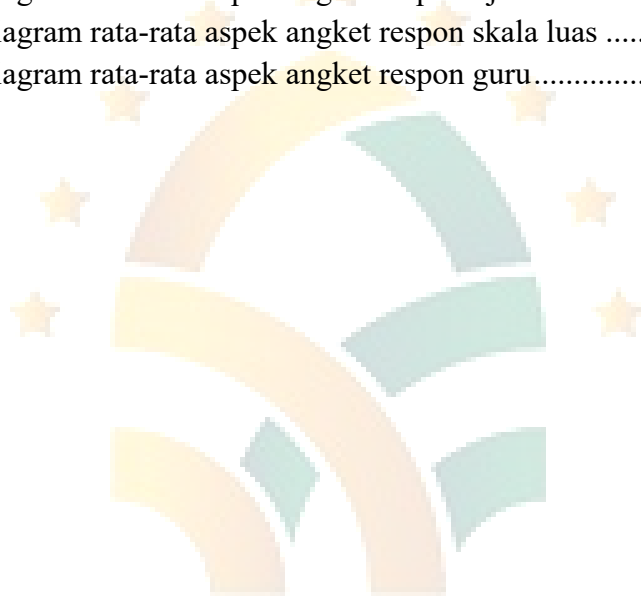 agram rata-rata aspek angket respon skala luas .....
agram rata-rata aspek angket respon guru.............